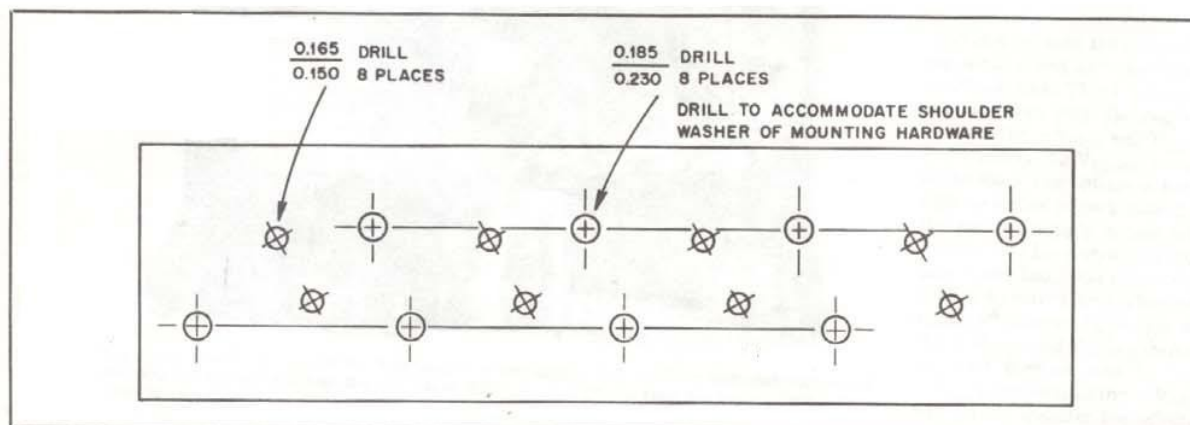 0.165 DRILL
0.150 8 PLACES
0.185 DRILL
0.230 8 PLACES
DRILL TO ACCOMMODATE SHOULDER
WASHER OF MOUNTING HARDWARE